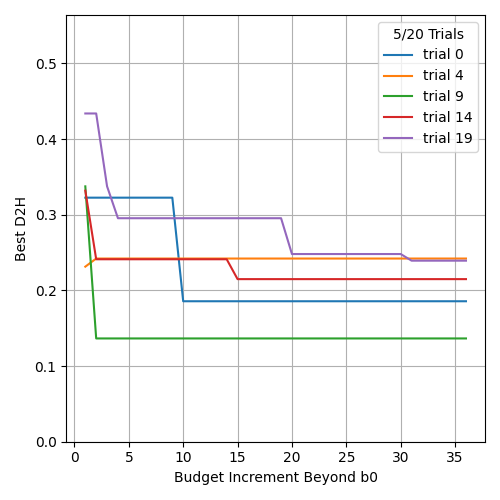 5/20 Trials
trial 0
trial 4
trial 9
trial 14
trial 19
0.5
0.4
0.3
0.2
0.1
0.0
Best D2H
0 5 10 15 20 25 30 35
Budget Increment Beyond b0